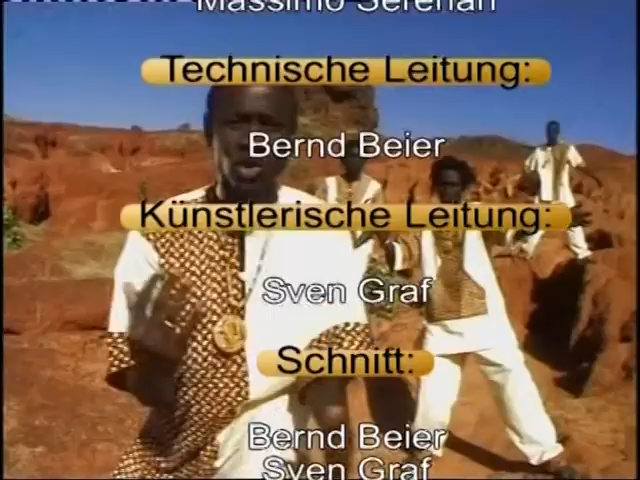 Massimo Serenari
Technische Leitung:
Bernd Beier
Künstlerische Leitung:
Sven Graf
Schnitt:
Bernd Beier
Sven Graf